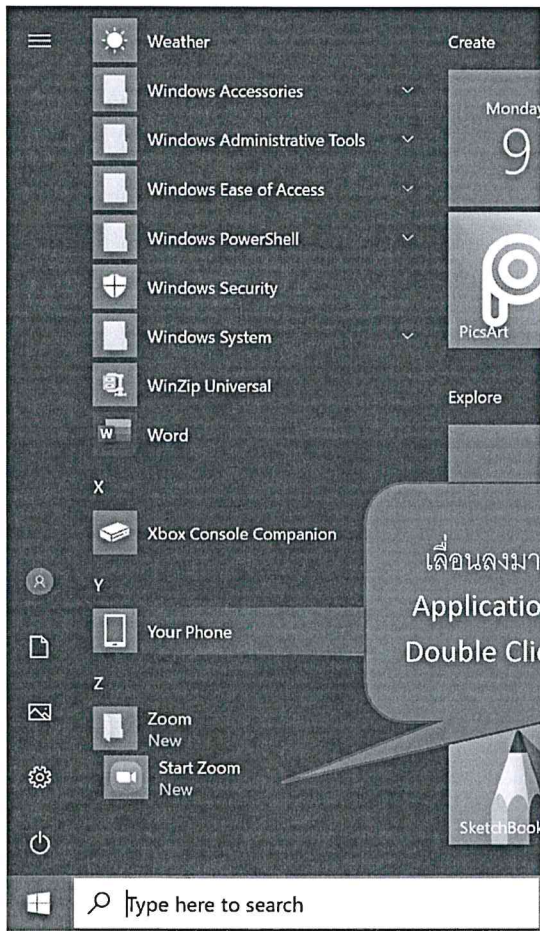 Weather
Windows Accessories
Windows Administrative Tools
Windows Ease of Access
Windows PowerShell
Windows Security
Windows System
WinZip Universal
Word
X
Xbox Console Companion
Y
Your Phone
Z
Zoom
New
Start Zoom
New
Type here to search
Create
Monday
9
PicsArt
Explore
เลื่อนลงมา
Applicatio
Double Clic
SketchBook